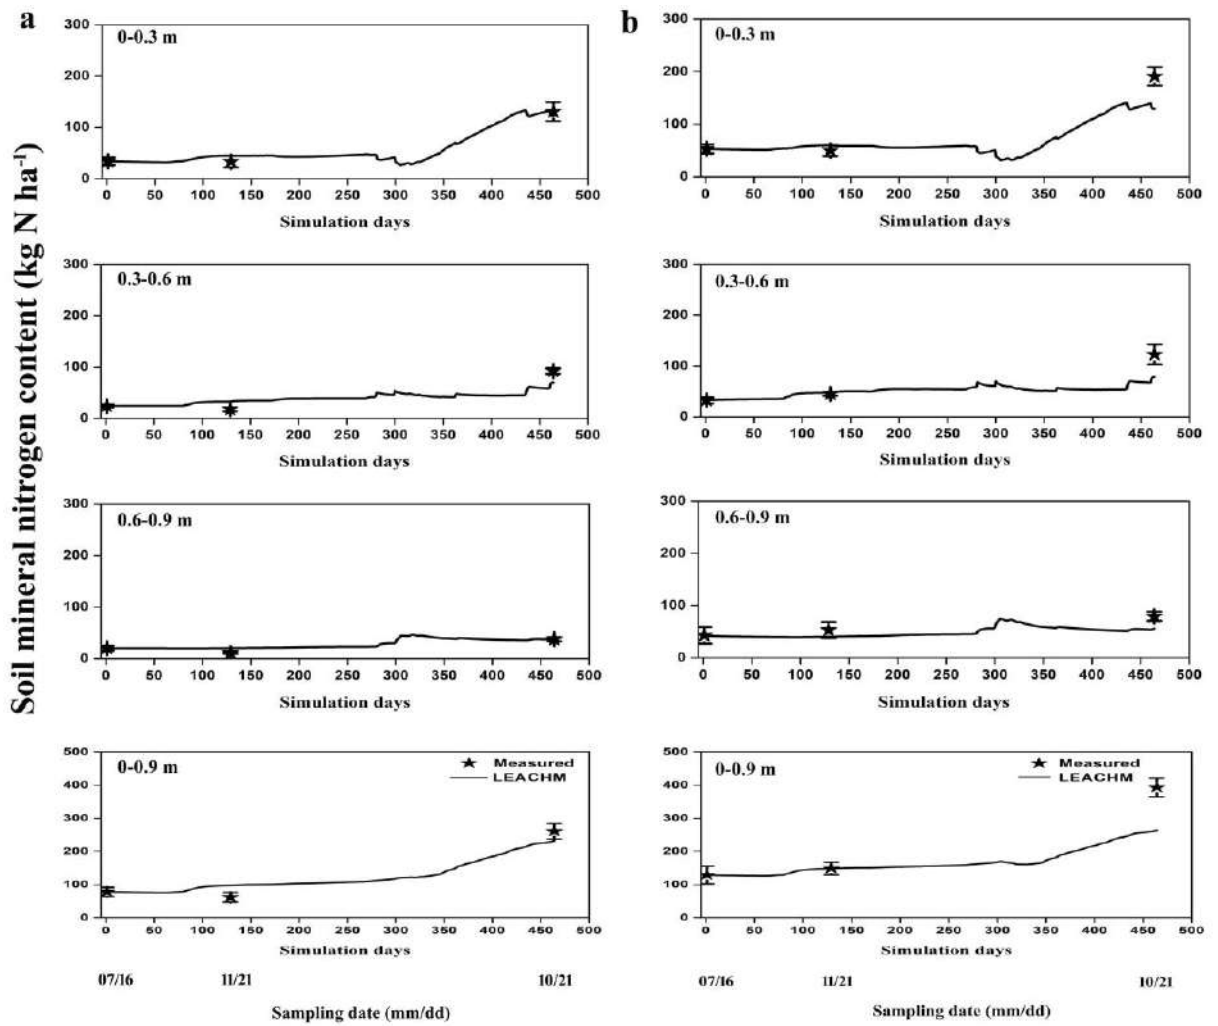 a
b
Soil mineral nitrogen content (kg N ha-1)
0-0.3 m
300
200
100
0
0 50 100 150 200 250 300 350 400 450 500
Simulation days
0-0.3 m
300
200
100
0
0 50 100 150 200 250 300 350 400 450 500
Simulation days
0.3-0.6 m
300
200
100
0
0 50 100 150 200 250 300 350 400 450 500
Simulation days
0.3-0.6 m
300
200
100
0
0 50 100 150 200 250 300 350 400 450 500
Simulation days
0.6-0.9 m
300
200
100
0
0 50 100 150 200 250 300 350 400 450 500
Simulation days
0.6-0.9 m
300
200
100
0
0 50 100 150 200 250 300 350 400 450 500
Simulation days
0-0.9 m
Measured
LEACHM
500
400
300
200
100
0
0 50 100 150 200 250 300 350 400 450 500
Simulation days
07/16 11/21 10/21
Sampling date (mm/dd)
0-0.9 m
Measured
LEACHM
500
400
300
200
100
0
0 50 100 150 200 250 300 350 400 450 500
Simulation days
07/16 11/21 10/21
Sampling date (mm/dd)